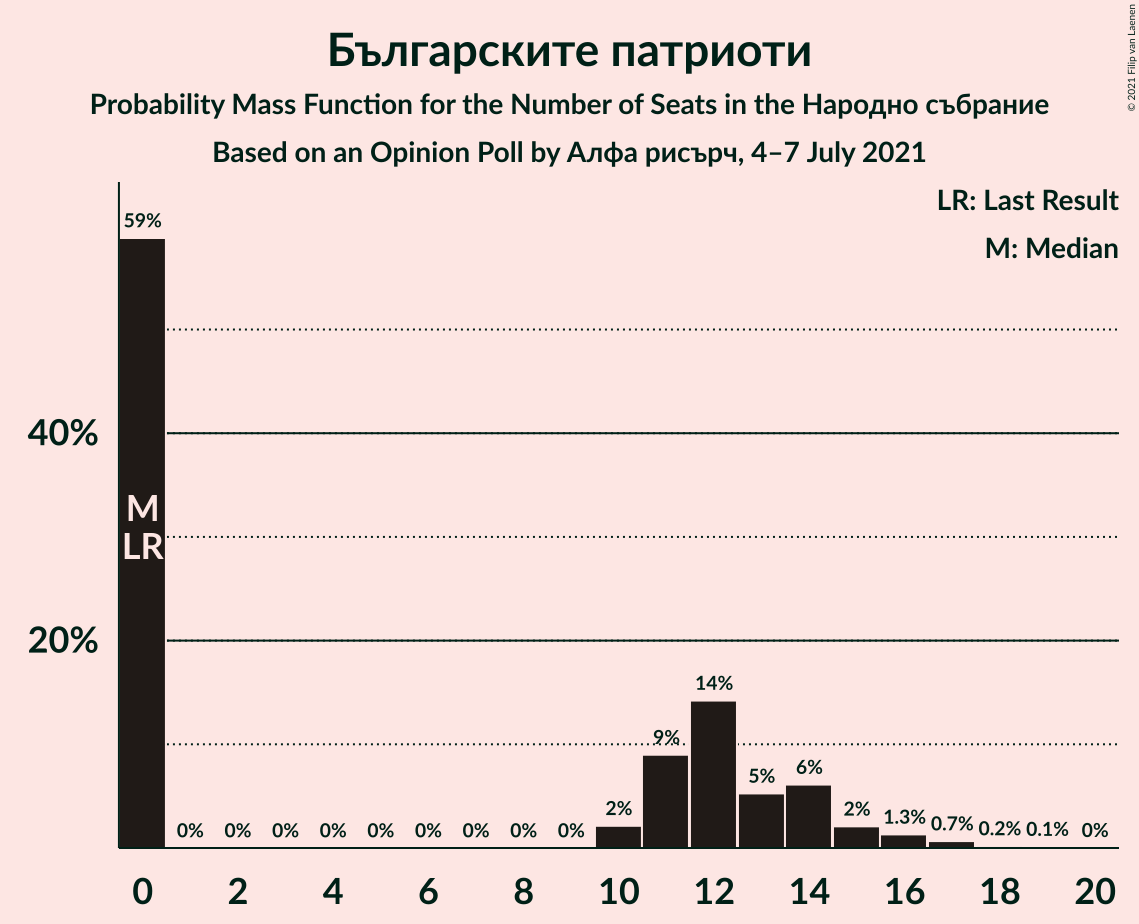 Българските патриоти
Probability Mass Function for the Number of Seats in the Народно събрание
Based on an Opinion Poll by Алфа рисърч, 4–7 July 2021
© 2021 Filip van Laenen
LR: Last Result
M: Median
59%
40%
20%
M
LR
0% 0% 0% 0% 0% 0% 0% 0% 0% 2% 9% 14% 5% 6% 2% 1.3% 0.7% 0.2% 0.1% 0%
0 2 4 6 8 10 12 14 16 18 20